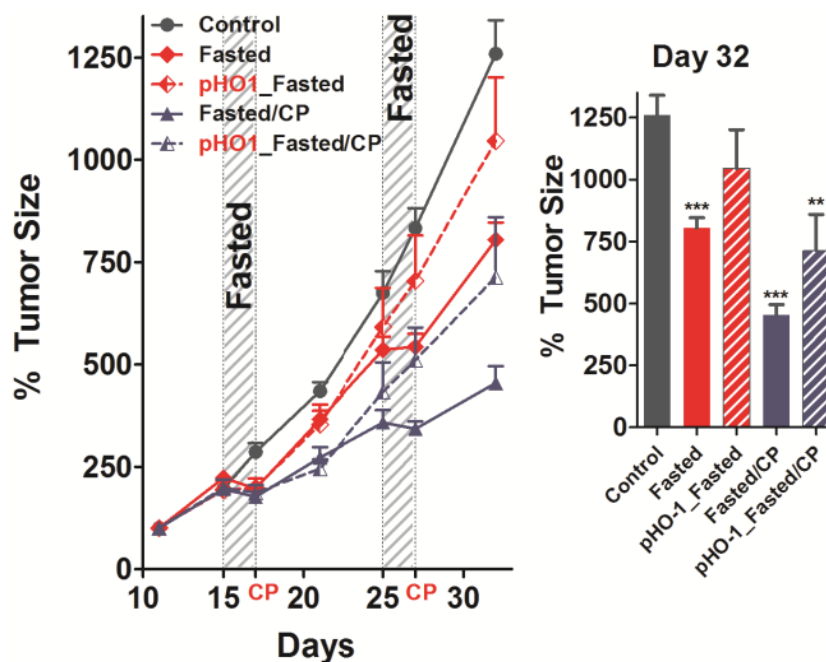 Control
Fasted
pHO1_Fasted
Fasted/CP
pHO1_Fasted/CP
Fasted
Fasted
% Tumor Size
1250
1000
750
500
250
0
10
15
CP
20
25
CP
30
Days
Day 32
% Tumor Size
1250
1000
750
500
250
0
***
***
**
Control
Fasted
pHO-1_Fasted
Fasted/CP
pHO-1_Fasted/CP